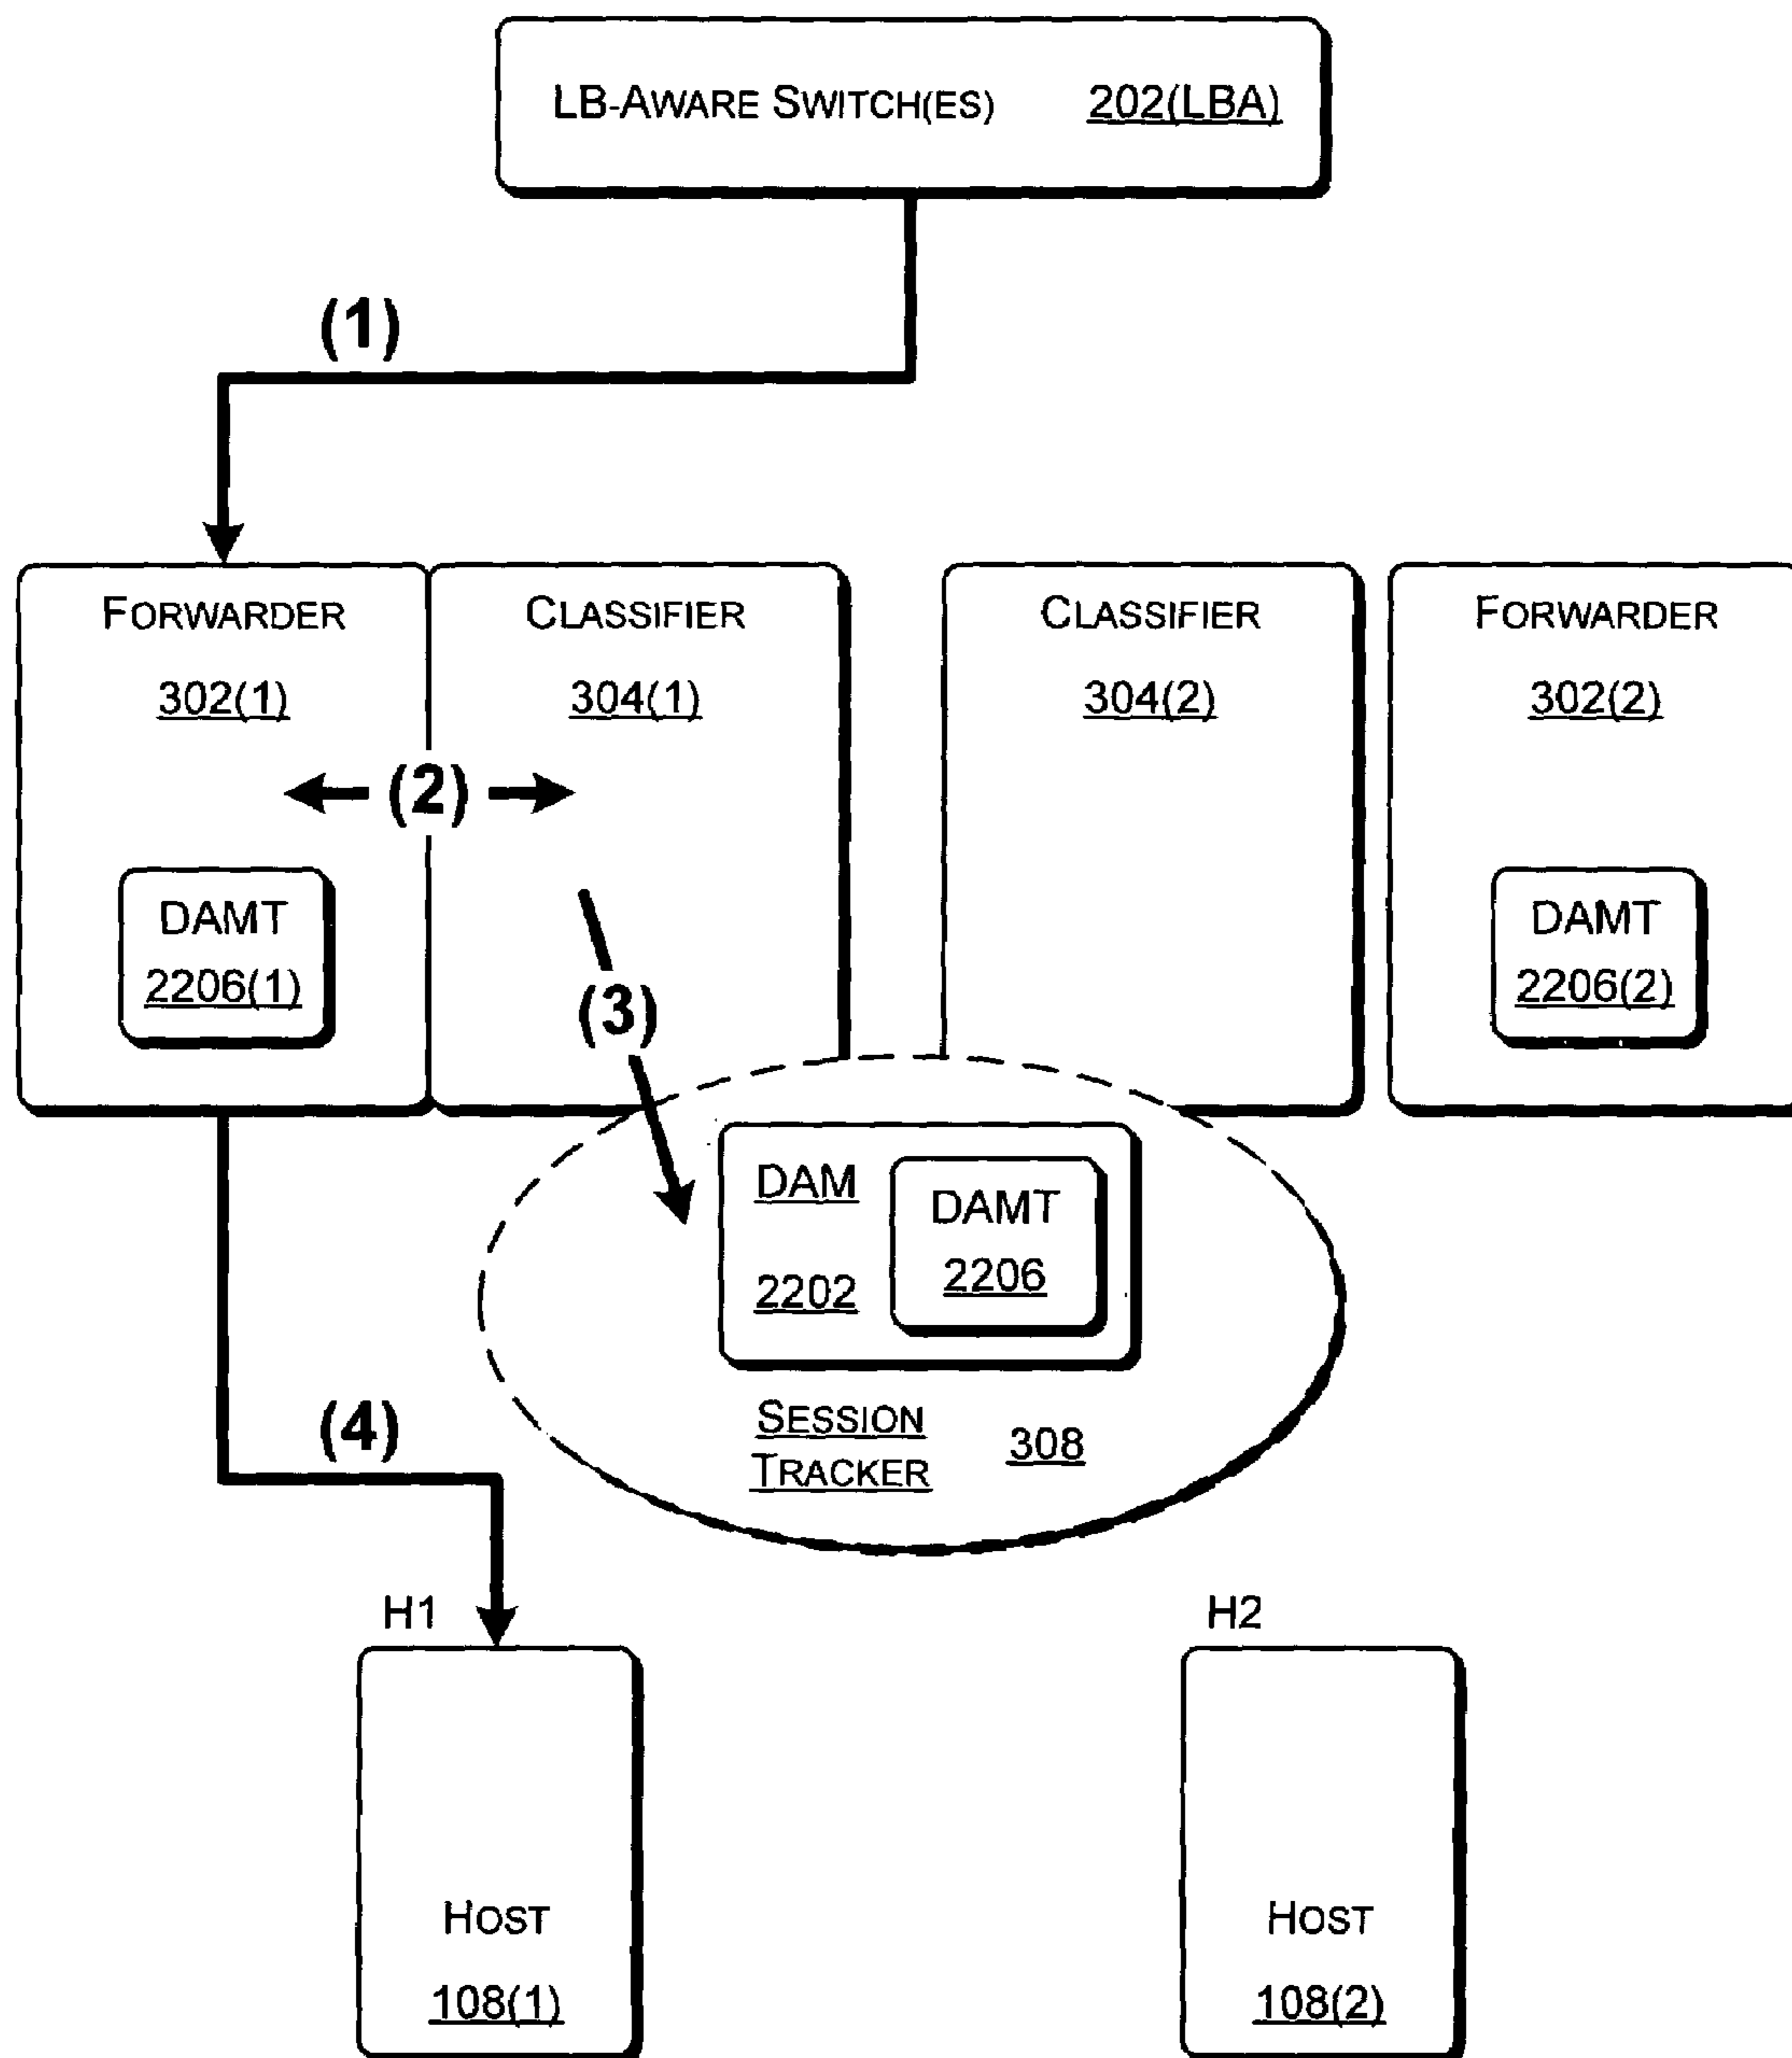 LB-AWARE SWITCH(ES) 202(LBA)
(1)
FORWARDER
302(1)
CLASSIFIER
304(1)
CLASSIFIER
304(2)
FORWARDER
302(2)
(2)
DAMT
2206(1)
(3)
DAMT
2206(2)
DAM
2202
DAMT
2206
SESSION
TRACKER
308
(4)
H1
H2
HOST
108(1)
HOST
108(2)